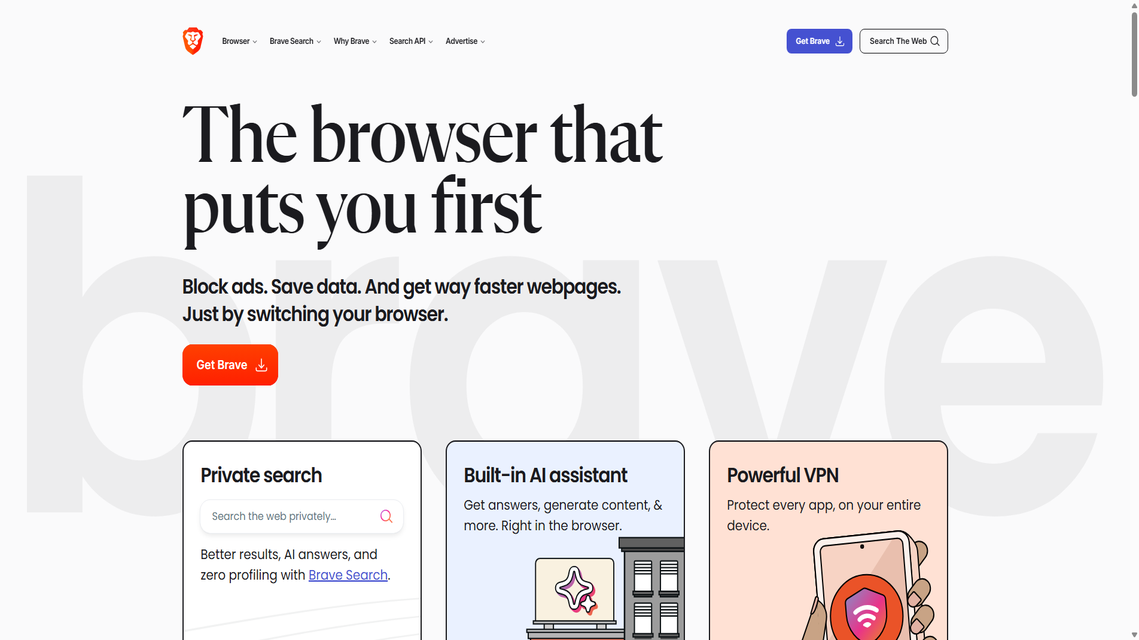 Browser
Brave Search
Why Brave
Search API
Advertise
Get Brave
Search The Web
The browser that
puts you first
brave
Block ads. Save data. And get way faster webpages.
Just by switching your browser.
Get Brave
Private search
Search the web privately...
Better results, AI answers, and
zero profiling with Brave Search.
Built-in AI assistant
Get answers, generate content, &
more. Right in the browser.
Powerful VPN
Protect every app, on your entire
device.